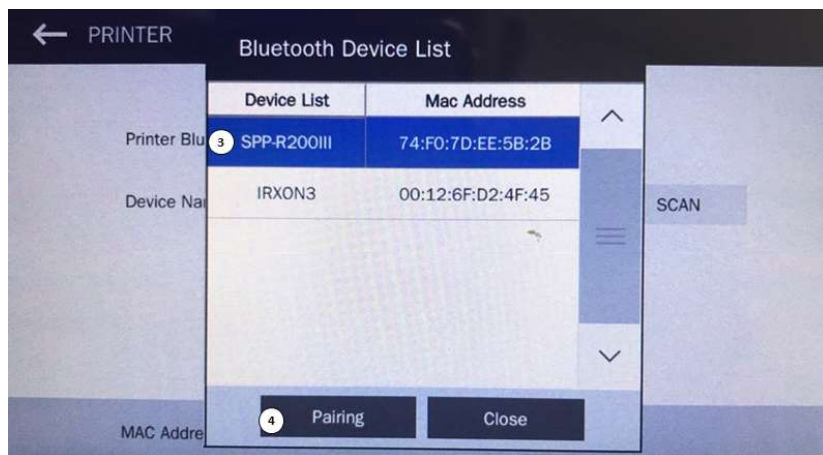 PRINTER
Bluetooth Device List
Device List Mac Address
Printer Blu 3 SPP-R200III 74:F0:7D:EE:5B:2B
Device Nar IRXON3 00:12:6F:D2:4F:45 SCAN
4 Pairing Close
MAC Addre